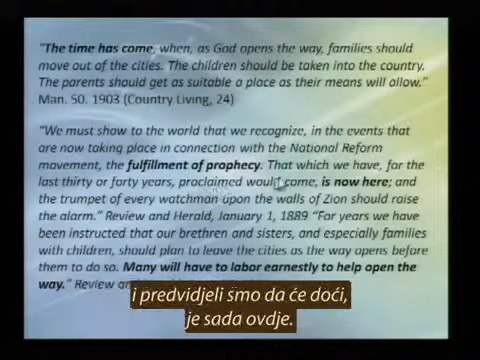 "The time has come, when, as God opens the way, families should
move out of the cities. The children should be taken into the country.
The parents should get as suitable a place as their means will allow."
Man. 50. 1903 (Country Living, 24)
"We must show to the world that we recognize, in the events that
are now taking place in connection with the National Reform
movement, the fulfillment of prophecy. That which we have, for the
last thirty or forty years, proclaimed would come, is now here; and
the trumpet of every watchman upon the walls of Zion should raise
the alarm." Review and Herald, January 1, 1889 "For years we have
been instructed that our brethren and sisters, and especially families
with children, should plan to leave the cities as the way opens before
them to do so. Many will have to labor earnestly to help open the
way." Review
i predvidjeli smo da će doći,
je sada ovdje.